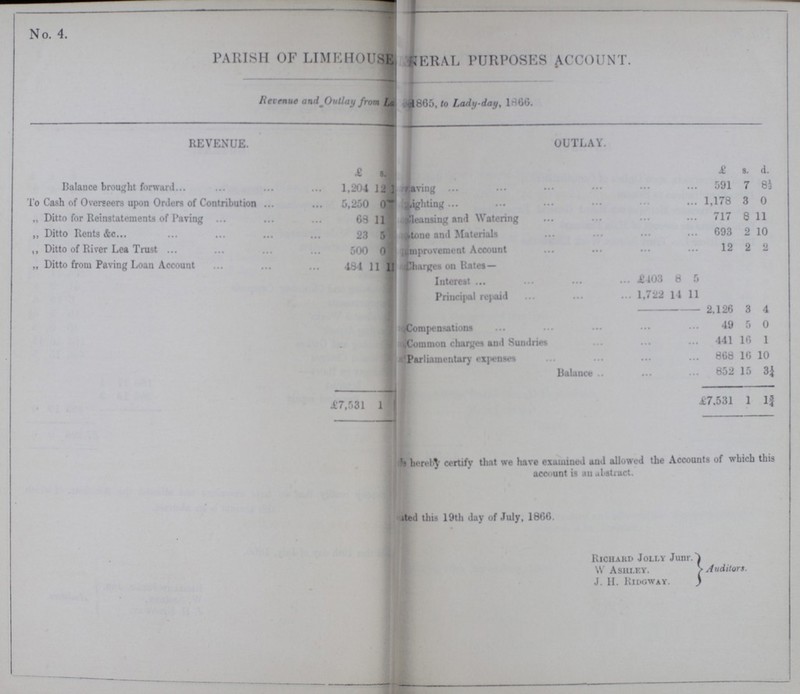 No. 4.
PARISH OF LIMEHOUSE NERAL PURPOSES ACCOUNT.
Revenue and Outlay from 1865, to Lady-day, 1866.
REVENUE.
£ s.
Balance brought forward... ... ... ... 1,204 12
To Cash of Overseers upon Orders of Contribution ... ... 5,250 0
„ Ditto for Reinstatements of Paving ... ... ... 68 11
„ Ditto Rents &c... ... ... ... ... 23 5
„ Ditto of River Lea Trust ... ... ... ... 500 0
„ Ditto from Paving Loan Account ... ... ... 484 11 11
£7,531 1
OUTLAY.
£ s. d.
aving ... ... ... ... ... ... 591 7 8½
ighting ... ... ... ... ... ... 1,178 3 0
leansing and Watering ... ... ... ... 717 8 11
tone and Materials ... ... ... ... 693 2 10
mprovement Account ... ... ... ... 12 2 2
harges on Rates—
Interest ... ... ... ... £403 8 5
Principal repaid ... ... ... 1,722 14 11
2,126 3 4
Compensations ... ... ... ... ... 49 5 0
Common charges and Sundries ... ... ... 441 16 1
Parliamentary expenses ... ... ... ... 868 16 10
Balance .. ... ... 852 15 3¼
£7,531 1 1¾
hereby certify that we have examined and allowed the Accounts of which this
account is an abstract.
ted this 19th day of July, 1866.
RICHARD JOLLY Junr.
W ASHLEY.
J. H. RIDGWAY.
} Auditors.